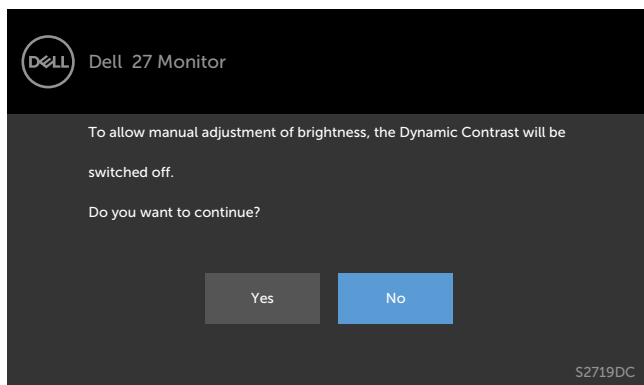 DELL Dell 27 Monitor
To allow manual adjustment of brightness, the Dynamic Contrast will be
switched off.
Do you want to continue?
Yes No
S2719DC